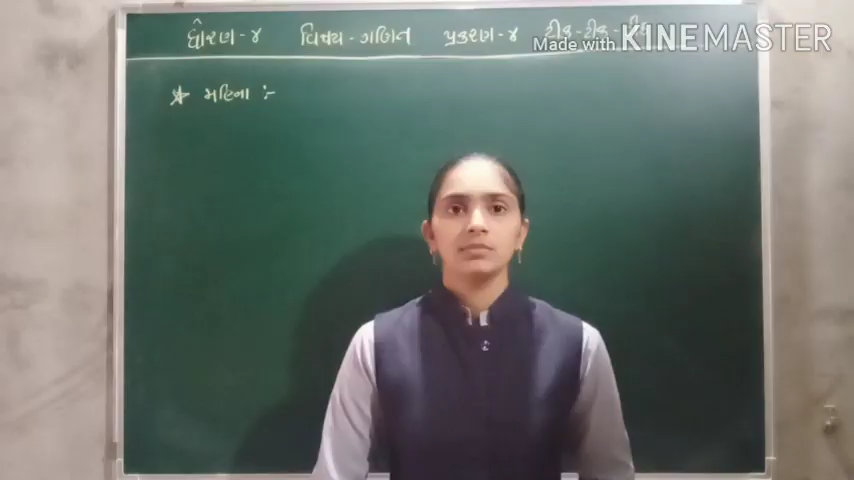 ધોરણ - ૪ વિષય - ગણિત પ્રકરણ - ૪ ટીક - ટીક -
Made with KINEMASTER
* મહિના :-